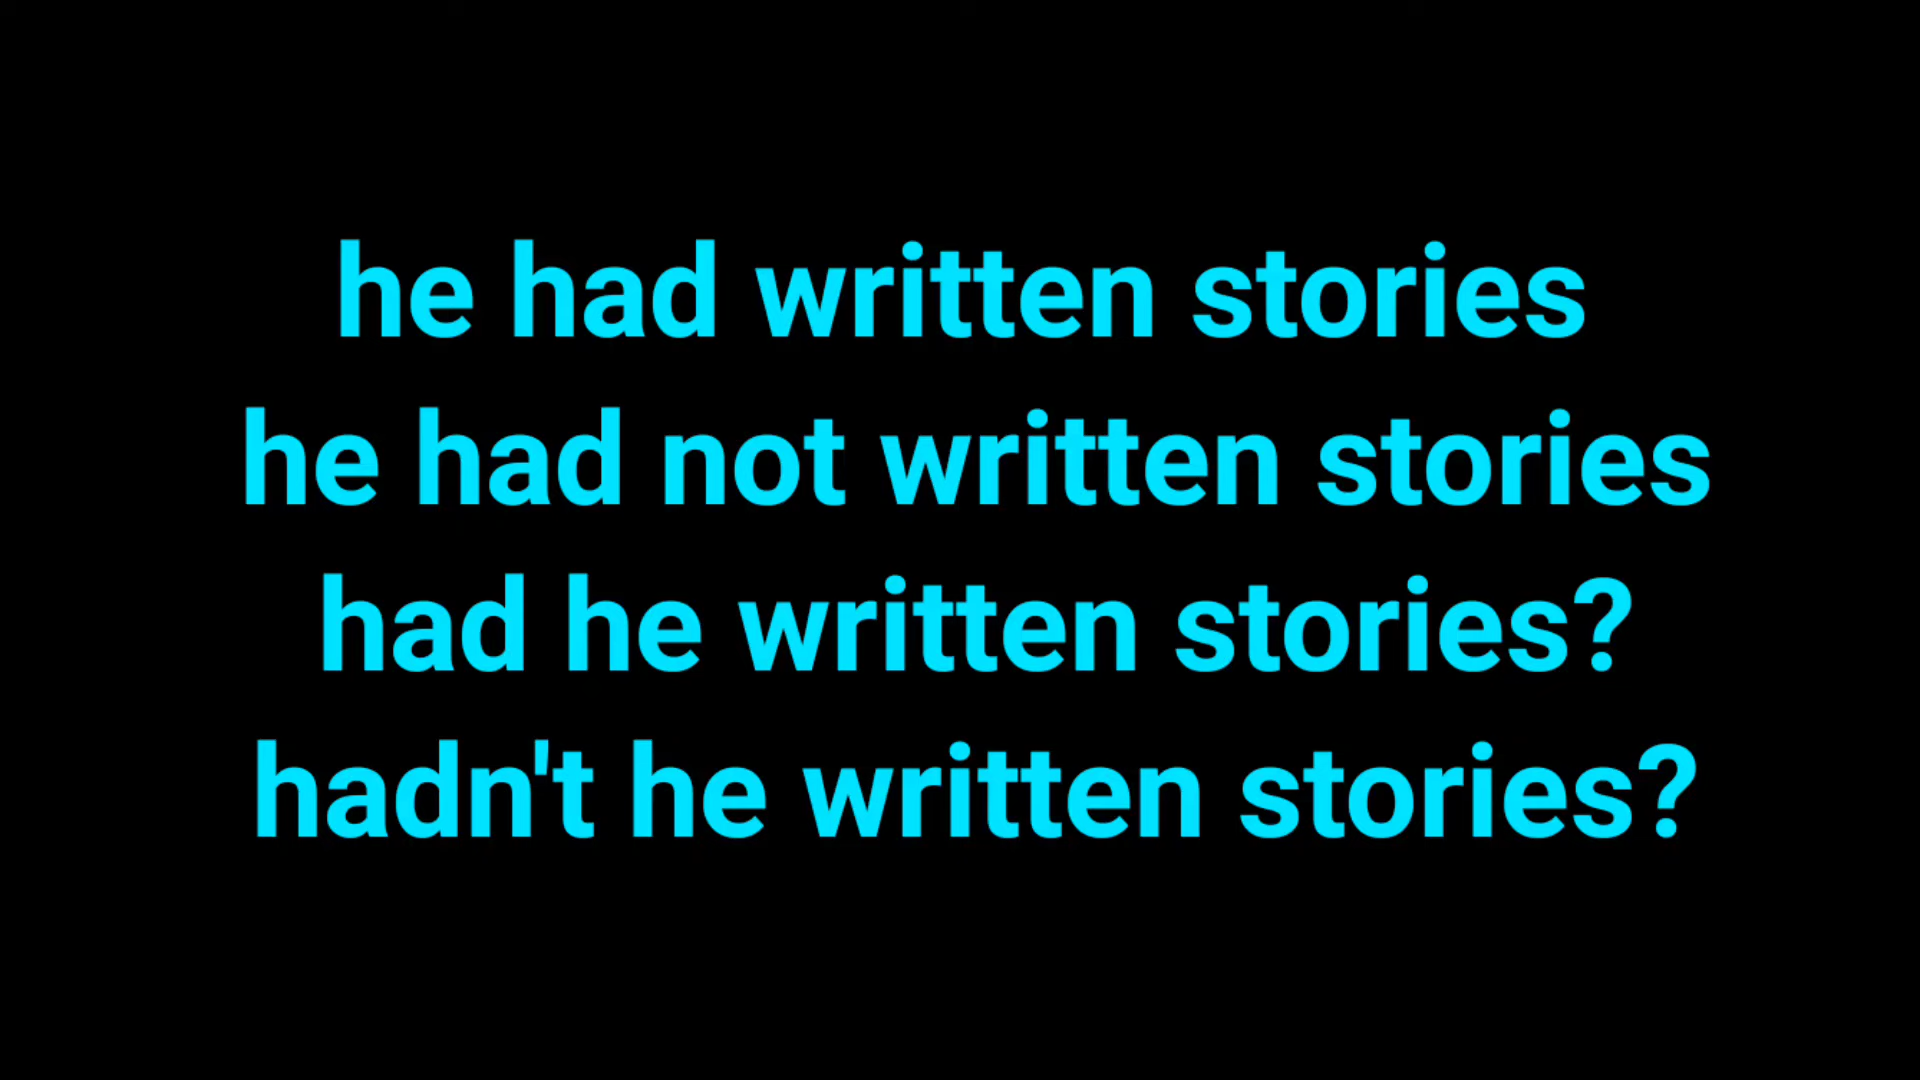 he had written stories
he had not written stories
had he written stories?
hadn't he written stories?